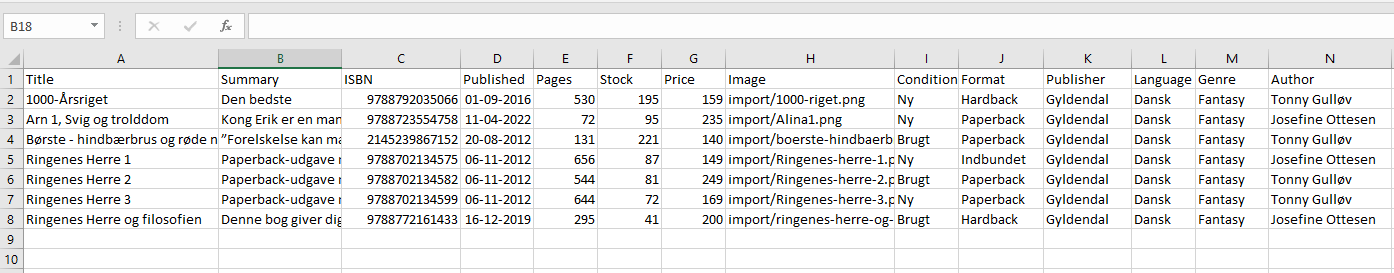 B18 fx
A B C D E F G H I J K L M N
1 Title Summary ISBN Published Pages Stock Price Image Condition Format Publisher Language Genre Author
2 1000-Årsriget Den bedste 9788792035066 01-09-2016 530 195 159 import/1000-riget.png Ny Hardback Gyldendal Dansk Fantasy Tonny Gulløv
3 Arn 1, Svig og trolddom Kong Erik er en man 9788723554758 11-04-2022 72 95 235 import/Alina1.png Ny Paperback Gyldendal Dansk Fantasy Josefine Ottesen
4 Børste - hindbærbrus og røde n ”Forelskelse kan ma 2145239867152 20-08-2012 131 221 140 import/boerste-hindbaerb Brugt Paperback Gyldendal Dansk Fantasy Tonny Gulløv
5 Ringenes Herre 1 Paperback-udgave r 9788702134575 06-11-2012 656 87 149 import/Ringenes-herre-1.p Ny Indbundet Gyldendal Dansk Fantasy Josefine Ottesen
6 Ringenes Herre 2 Paperback-udgave r 9788702134582 06-11-2012 544 81 249 import/Ringenes-herre-2.p Brugt Paperback Gyldendal Dansk Fantasy Tonny Gulløv
7 Ringenes Herre 3 Paperback-udgave r 9788702134599 06-11-2012 644 72 169 import/Ringenes-herre-3.p Ny Paperback Gyldendal Dansk Fantasy Tonny Gulløv
8 Ringenes Herre og filosofien Denne bog giver dig 9788772161433 16-12-2019 295 41 200 import/ringenes-herre-og- Brugt Hardback Gyldendal Dansk Fantasy Josefine Ottesen
9
10